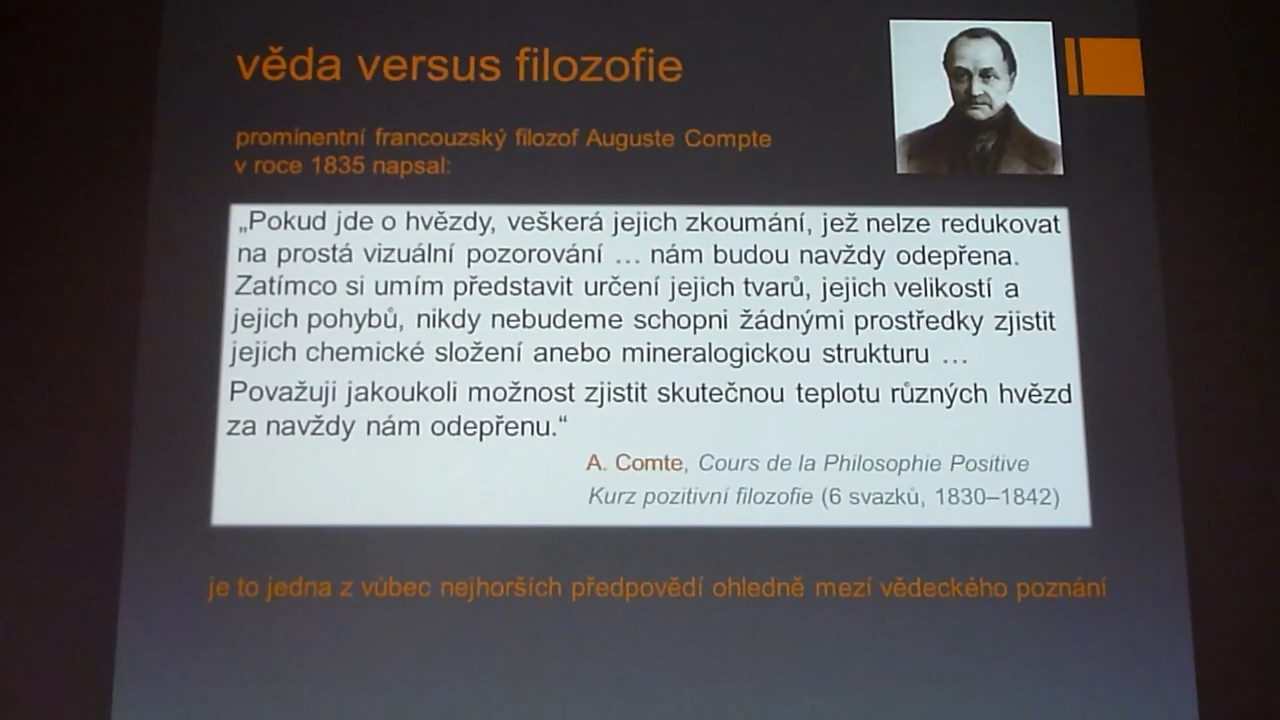 věda versus filozofie
prominentní francouzský filozof Auguste Compte
v roce 1835 napsal:
„Pokud jde o hvězdy, veškerá jejich zkoumání, jež nelze redukovat
na prostá vizuální pozorování … nám budou navždy odepřena.
Zatímco si umím představit určení jejich tvarů, jejich velikostí a
jejich pohybů, nikdy nebudeme schopni žádnými prostředky zjistit
jejich chemické složení anebo mineralogickou strukturu …
Považuji jakoukoli možnost zjistit skutečnou teplotu různých hvězd
za navždy nám odepřenu.“
A. Comte, Cours de la Philosophie Positive
Kurz pozitivní filozofie (6 svazků, 1830–1842)
je to jedna z vůbec nejhorších předpovědí ohledně mezí vědeckého poznání